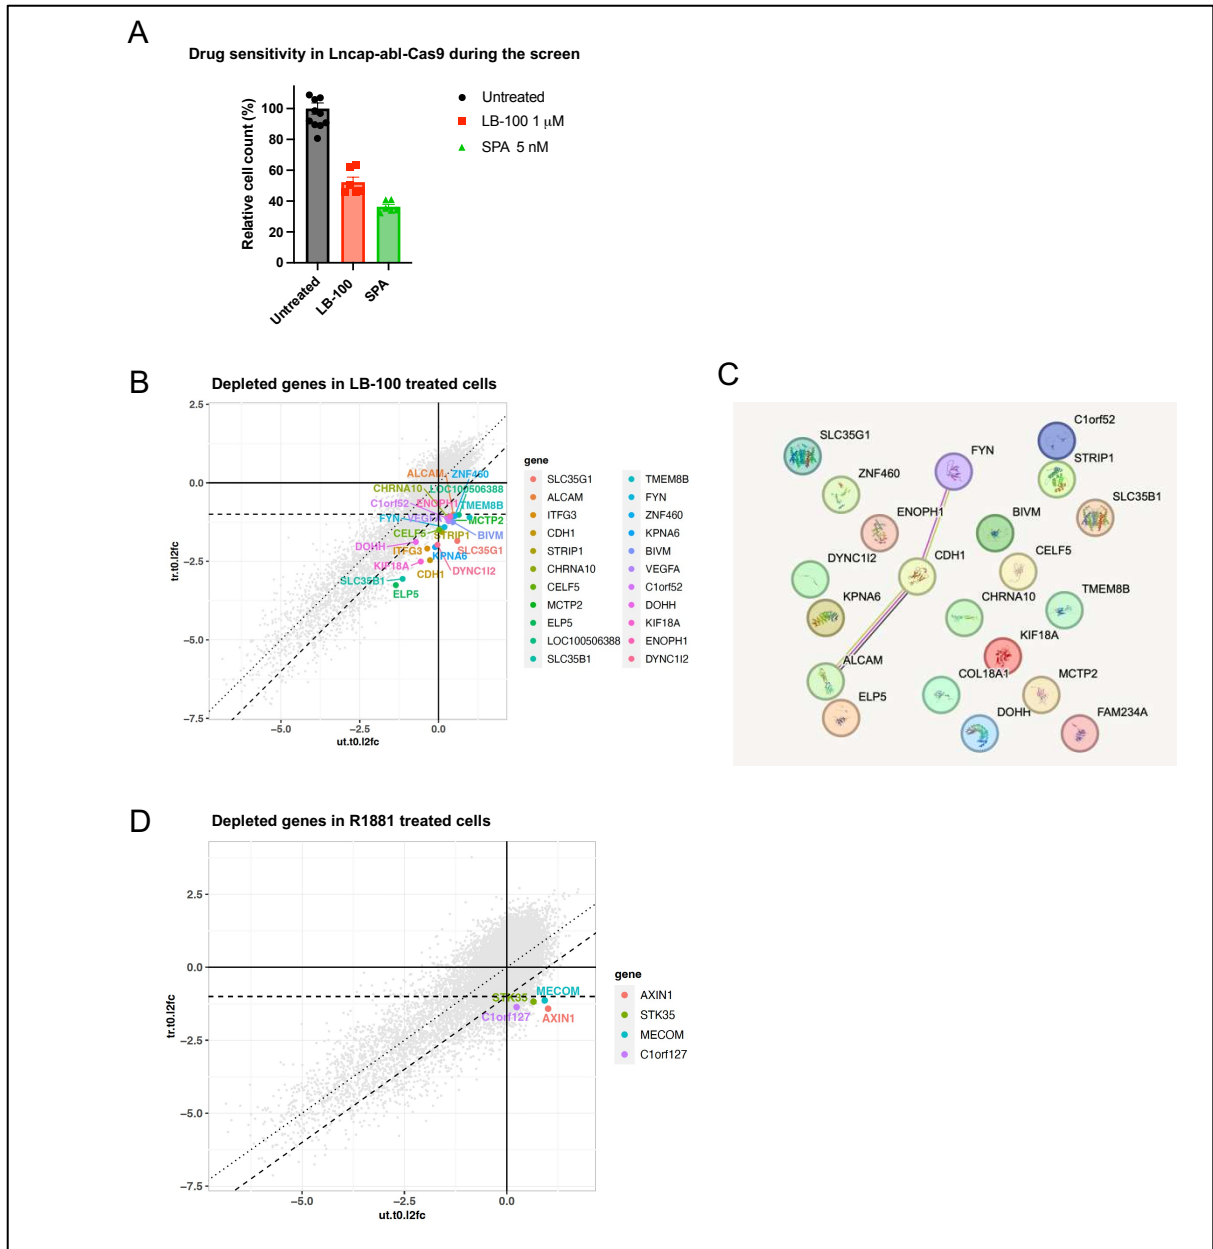 A
Drug sensitivity in Lncap-abl-Cas9 during the screen
Relative cell count (%)
100
80
60
40
20
0
Untreated
LB-100
SPA
Untreated
LB-100 1 μM
SPA 5 nM
B
Depleted genes in LB-100 treated cells
tr.t0.l2fc
2.5
0.0
−2.5
−5.0
−7.5
−5.0
−2.5
0.0
ut.t0.l2fc
ALCAM
ZNF460
CHRNA10
LOC100506388
C1orf52
ENOPH1
TMEM8B
FYN
VEGFA
MCTP2
CELF5
STRIP1
BIVM
DOHH
ITFG3
KPNA6
SLC35G1
KIF18A
CDH1
DYNC1I2
SLC35B1
ELP5
gene
SLC35G1
ALCAM
ITFG3
CDH1
STRIP1
CHRNA10
CELF5
MCTP2
ELP5
LOC100506388
SLC35B1
TMEM8B
FYN
ZNF460
KPNA6
BIVM
VEGFA
C1orf52
DOHH
KIF18A
ENOPH1
DYNC1I2
C
C1orf52
SLC35G1
FYN
STRIP1
ZNF460
SLC35B1
ENOPH1
BIVM
DYNC1I2
CDH1
CELF5
KPNA6
CHRNA10
TMEM8B
KIF18A
ALCAM
COL18A1
MCTP2
ELP5
DOHH
FAM234A
D
Depleted genes in R1881 treated cells
tr.t0.l2fc
2.5
0.0
−2.5
−5.0
−7.5
−5.0
−2.5
0.0
ut.t0.l2fc
STK35
MECOM
C1orf127
AXIN1
gene
AXIN1
STK35
MECOM
C1orf127